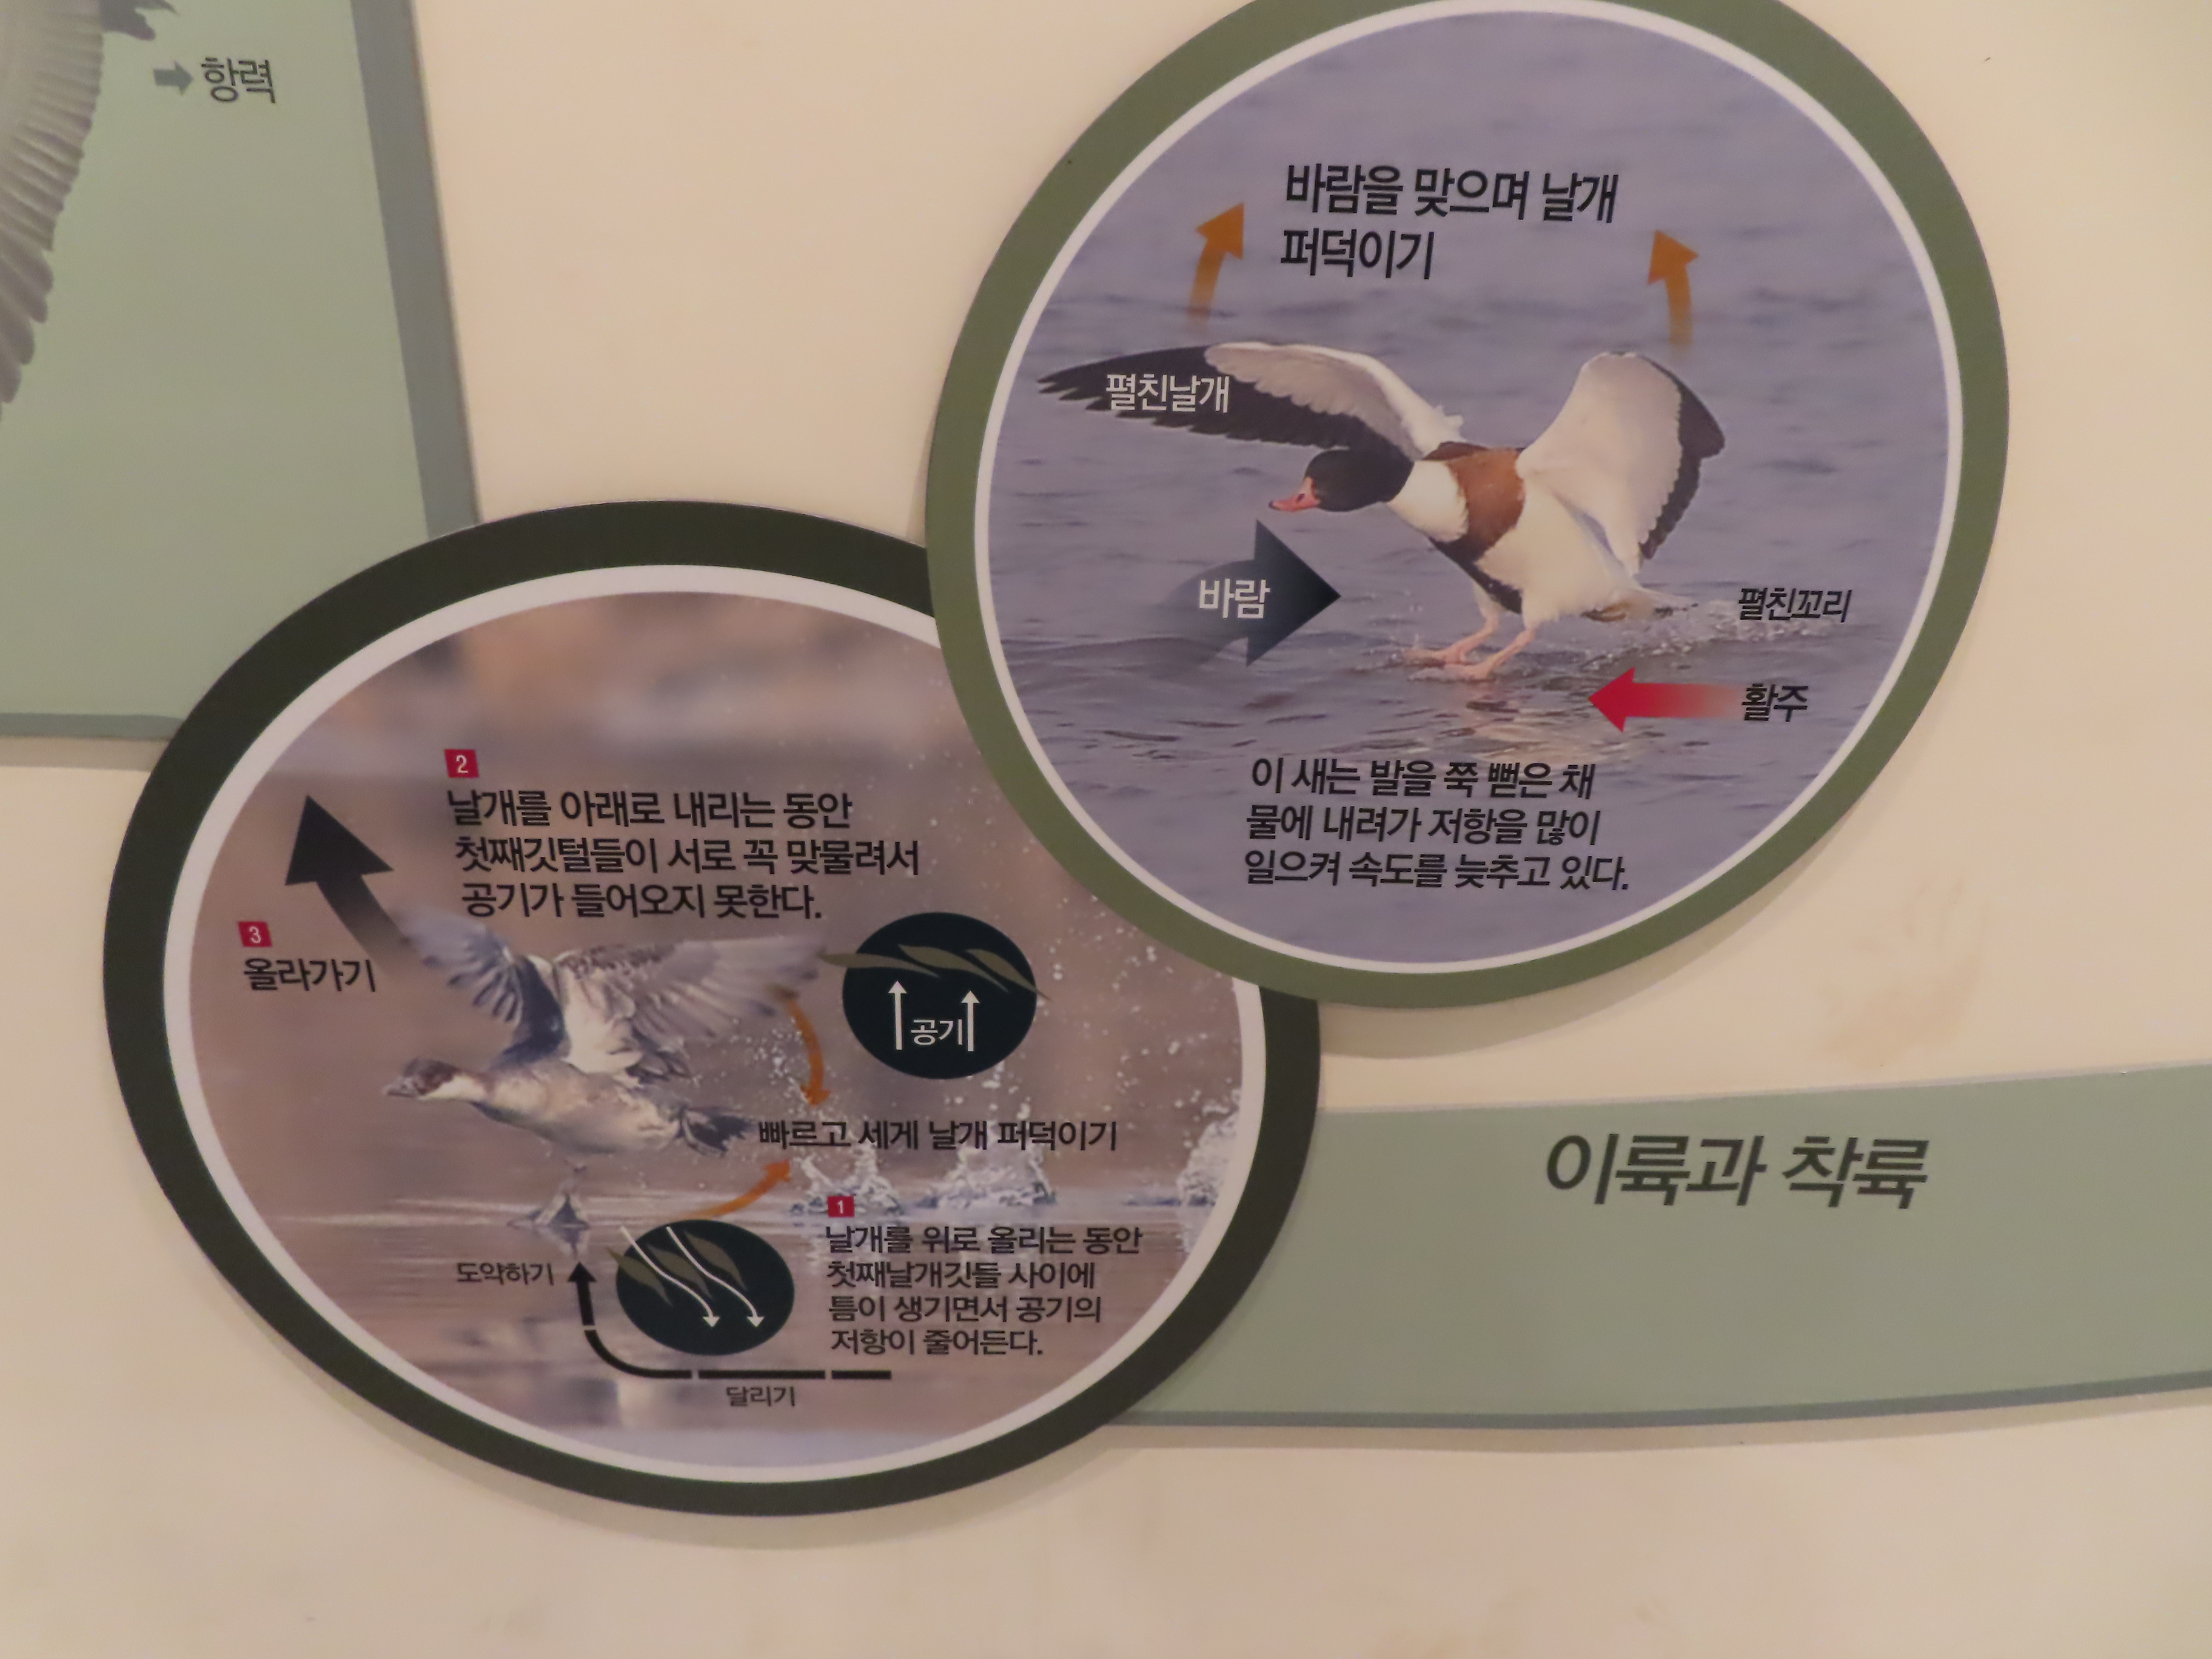 항력
바람을 맞으며 날개
퍼덕이기
펼친날개
바람
펼친꼬리
활주
이 새는 발을 쭉 뻗은 채
물에 내려가 저항을 많이
일으켜 속도를 늦추고 있다.
2
날개를 아래로 내리는 동안
첫째깃털들이 서로 꼭 맞물려서
공기가 들어오지 못한다.
3
올라가기
공기
빠르고 세게 날개 퍼덕이기
1
날개를 위로 올리는 동안
첫째날개깃들 사이에
틈이 생기면서 공기의
저항이 줄어든다.
도약하기
달리기
이륙과 착륙